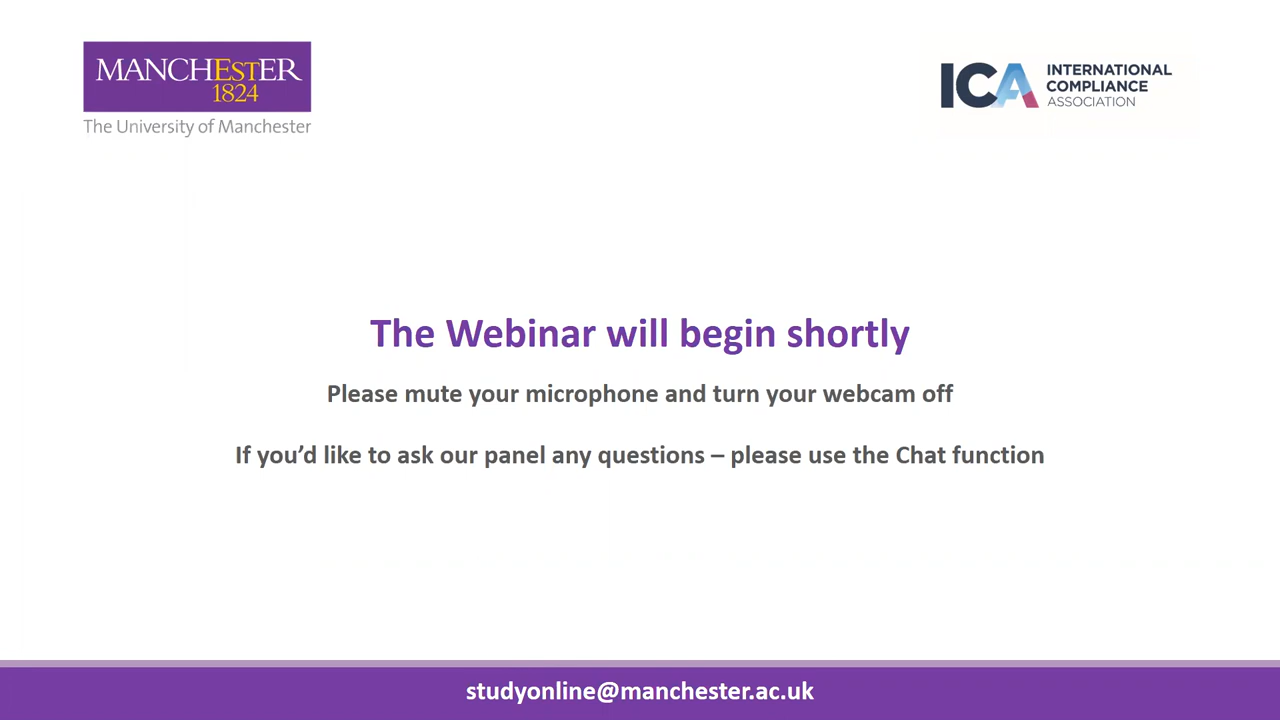 MANCHESTER
1824
The University of Manchester
ICA
INTERNATIONAL
COMPLIANCE
ASSOCIATION
The Webinar will begin shortly
Please mute your microphone and turn your webcam off
If you’d like to ask our panel any questions – please use the Chat function
studyonline@manchester.ac.uk